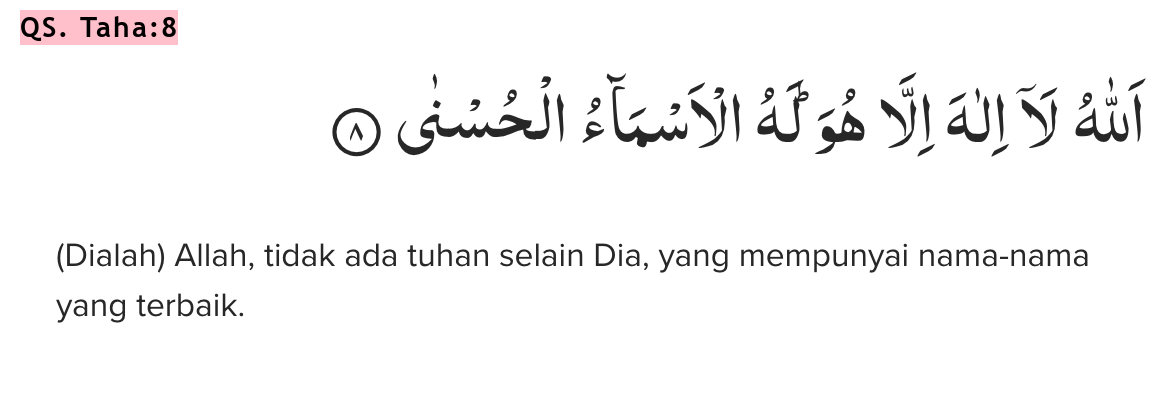 QS. Taha:8
اَللّٰهُ لَآ اِلٰهَ اِلَّا هُوَۗ لَهُ الْاَسْمَاۤءُ الْحُسْنٰى ٨
(Dialah) Allah, tidak ada tuhan selain Dia, yang mempunyai nama-nama
yang terbaik.